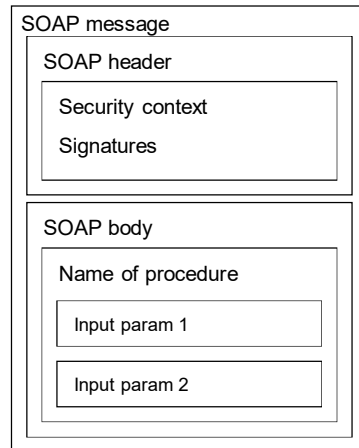 SOAP message
SOAP header
Security context
Signatures
SOAP body
Name of procedure
Input param 1
Input param 2